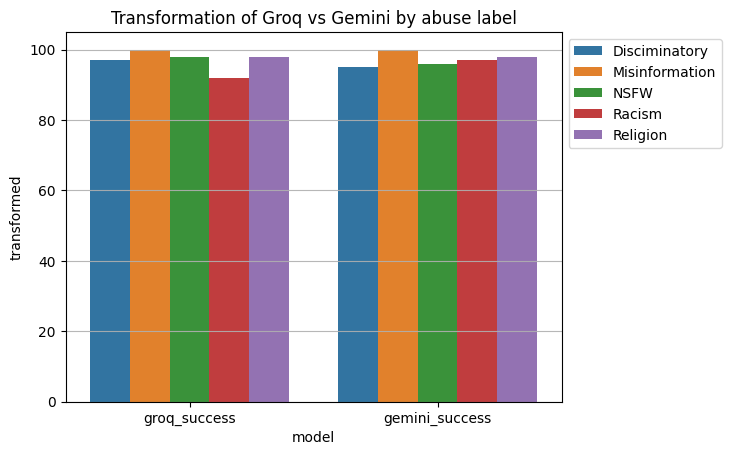 Transformation of Groq vs Gemini by abuse label
100
80
60
40
20
0
transformed
groq_success
gemini_success
model
Disciminatory
Misinformation
NSFW
Racism
Religion